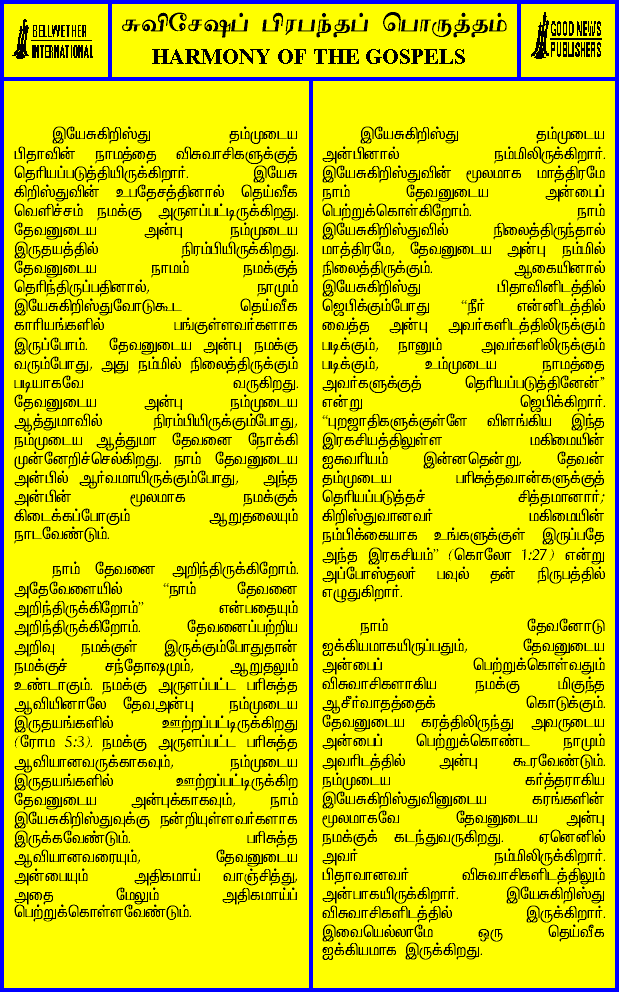 BELLWETHER
INTERNATIONAL
சுவிசேஷப் பிரபந்தப் பொருத்தம்
HARMONY OF THE GOSPELS
GOOD NEWS
PUBLISHERS
இயேசுகிறிஸ்து தம்முடைய
பிதாவின் நாமத்தை விசுவாசிகளுக்குத்
தெரியப்படுத்தியிருக்கிறார். இயேசு
கிறிஸ்துவின் உபதேசத்தினால் தெய்வீக
வெளிச்சம் நமக்கு அருளப்பட்டிருக்கிறது.
தேவனுடைய அன்பு நம்முடைய
இருதயத்தில் நிரம்பியிருக்கிறது.
தேவனுடைய நாமம் நமக்குத்
தெரிந்திருப்பதினால், நாமும்
இயேசுகிறிஸ்துவோடுகூட தெய்வீக
காரியங்களில் பங்குள்ளவர்களாக
இருப்போம். தேவனுடைய அன்பு நமக்கு
வரும்போது, அது நம்மில் நிலைத்திருக்கும்
படியாகவே வருகிறது.
தேவனுடைய அன்பு நம்முடைய
ஆத்துமாவில் நிரம்பியிருக்கும்போது,
நம்முடைய ஆத்துமா தேவனை நோக்கி
முன்னேறிச்செல்கிறது. நாம் தேவனுடைய
அன்பில் ஆர்வமாயிருக்கும்போது, அந்த
அன்பின் மூலமாக நமக்குக்
கிடைக்கப்போகும் ஆறுதலையும்
நாடவேண்டும்.
நாம் தேவனை அறிந்திருக்கிறோம்.
அதேவேளையில் “நாம் தேவனை
அறிந்திருக்கிறோம்” என்பதையும்
அறிந்திருக்கிறோம். தேவனைப்பற்றிய
அறிவு நமக்குள் இருக்கும்போதுதான்
நமக்குச் சந்தோஷமும், ஆறுதலும்
உண்டாகும். நமக்கு அருளப்பட்ட பரிசுத்த
ஆவியினாலே தேவஅன்பு நம்முடைய
இருதயங்களில் ஊற்றப்பட்டிருக்கிறது
(ரோம 5:3). நமக்கு அருளப்பட்ட பரிசுத்த
ஆவியானவருக்காகவும், நம்முடைய
இருதயங்களில் ஊற்றப்பட்டிருக்கிற
தேவனுடைய அன்புக்காகவும், நாம்
இயேசுகிறிஸ்துவுக்கு நன்றியுள்ளவர்களாக
இருக்கவேண்டும். பரிசுத்த
ஆவியானவரையும், தேவனுடைய
அன்பையும் அதிகமாய் வாஞ்சித்து,
அதை மேலும் அதிகமாய்ப்
பெற்றுக்கொள்ளவேண்டும்.
இயேசுகிறிஸ்து தம்முடைய
அன்பினால் நம்மிலிருக்கிறார்.
இயேசுகிறிஸ்துவின் மூலமாக மாத்திரமே
நாம் தேவனுடைய அன்பைப்
பெற்றுக்கொள்கிறோம். நாம்
இயேசுகிறிஸ்துவில் நிலைத்திருந்தால்
மாத்திரமே, தேவனுடைய அன்பு நம்மில்
நிலைத்திருக்கும். ஆகையினால்
இயேசுகிறிஸ்து பிதாவினிடத்தில்
ஜெபிக்கும்போது “நீர் என்னிடத்தில்
வைத்த அன்பு அவர்களிடத்திலிருக்கும்
படிக்கும், நானும் அவர்களிலிருக்கும்
படிக்கும், உம்முடைய நாமத்தை
அவர்களுக்குத் தெரியப்படுத்தினேன்”
என்று ஜெபிக்கிறார்.
“புறஜாதிகளுக்குள்ளே விளங்கிய இந்த
இரகசியத்திலுள்ள மகிமையின்
ஐசுவரியம் இன்னதென்று, தேவன்
தம்முடைய பரிசுத்தவான்களுக்குத்
தெரியப்படுத்தச் சித்தமானார்;
கிறிஸ்துவானவர் மகிமையின்
நம்பிக்கையாக உங்களுக்குள் இருப்பதே
அந்த இரகசியம்” (கொலோ 1:27) என்று
அப்போஸ்தலர் பவுல் தன் நிருபத்தில்
எழுதுகிறார்.
நாம் தேவனோடு
ஐக்கியமாகயிருப்பதும், தேவனுடைய
அன்பைப் பெற்றுக்கொள்வதும்
விசுவாசிகளாகிய நமக்கு மிகுந்த
ஆசீர்வாதத்தைக் கொடுக்கும்.
தேவனுடைய கரத்திலிருந்து அவருடைய
அன்பைப் பெற்றுக்கொண்ட நாமும்
அவரிடத்தில் அன்பு கூரவேண்டும்.
நம்முடைய கர்த்தராகிய
இயேசுகிறிஸ்துவினுடைய கரங்களின்
மூலமாகவே தேவனுடைய அன்பு
நமக்குக் கடந்துவருகிறது. ஏனெனில்
அவர் நம்மிலிருக்கிறார்.
பிதாவானவர் விசுவாசிகளிடத்திலும்
அன்பாகயிருக்கிறார். இயேசுகிறிஸ்து
விசுவாசிகளிடத்தில் இருக்கிறார்.
இவையெல்லாமே ஒரு தெய்வீக
ஐக்கியமாக இருக்கிறது.